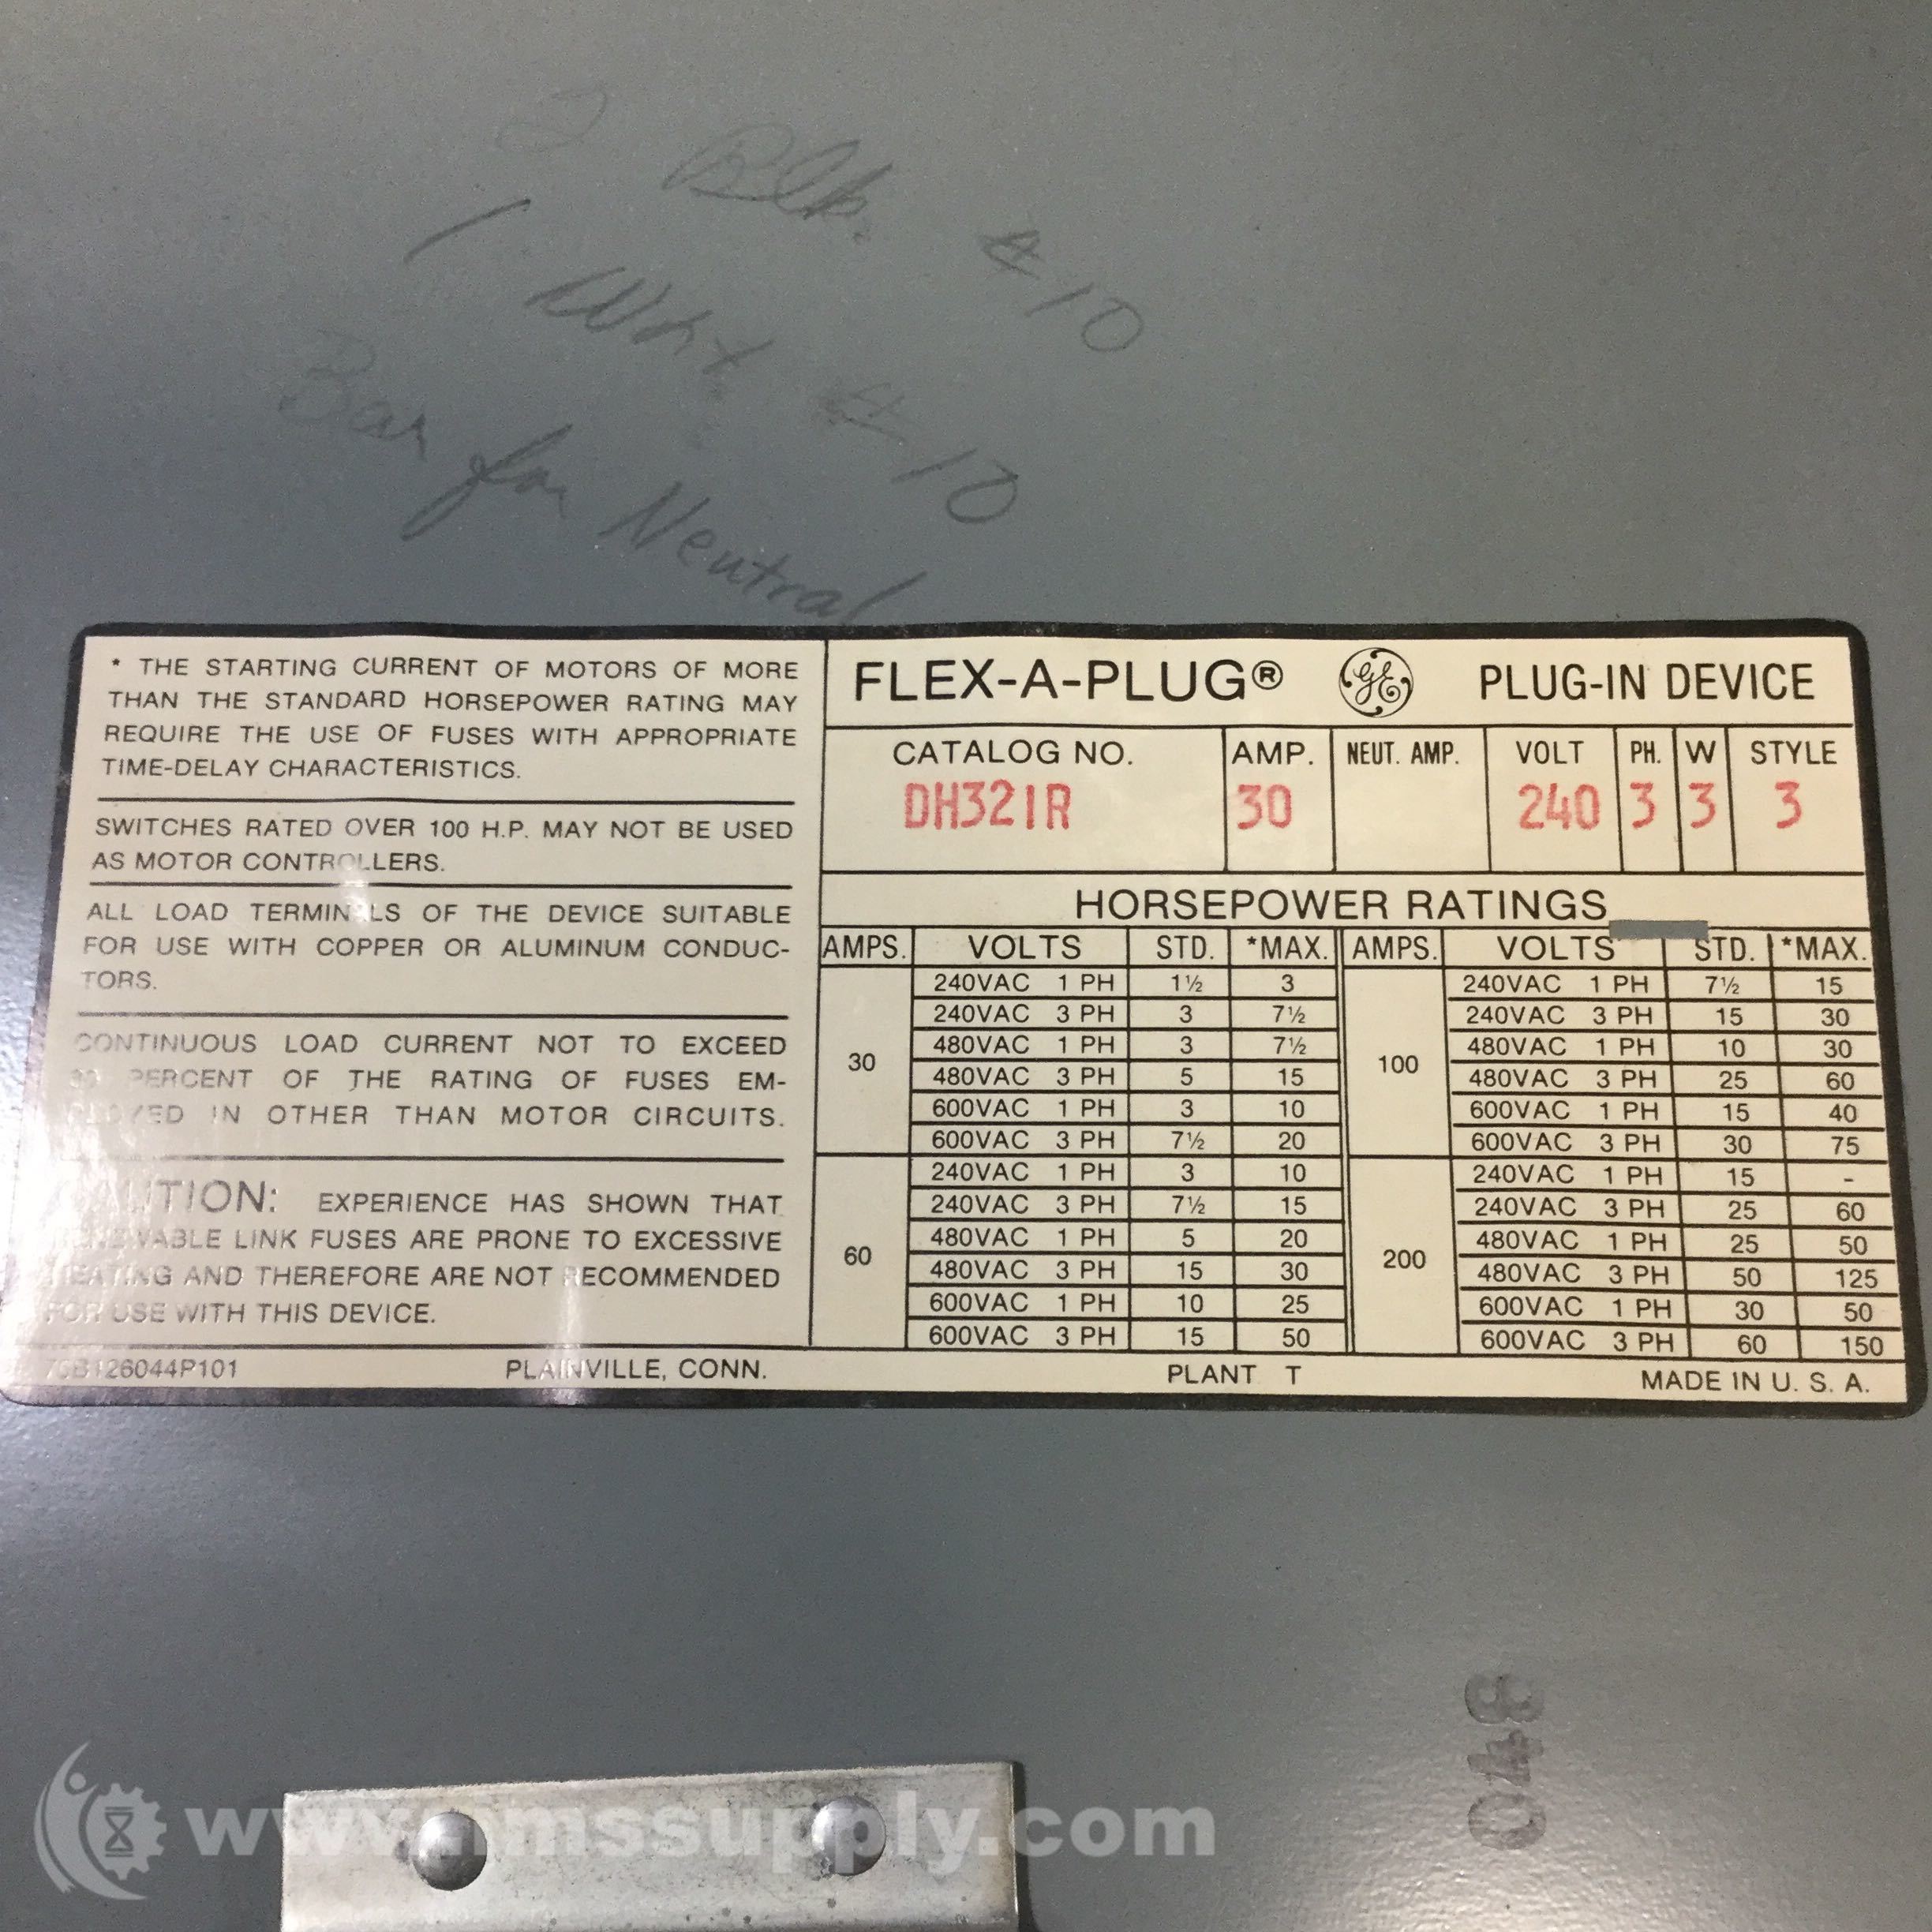 2 Blk. #10
1 Wht #10
Bar for Neutral
* THE STARTING CURRENT OF MOTORS OF MORE
THAN THE STANDARD HORSEPOWER RATING MAY
REQUIRE THE USE OF FUSES WITH APPROPRIATE
TIME-DELAY CHARACTERISTICS.
SWITCHES RATED OVER 100 H.P. MAY NOT BE USED
AS MOTOR CONTROLLERS.
ALL LOAD TERMINALS OF THE DEVICE SUITABLE
FOR USE WITH COPPER OR ALUMINUM CONDUC-
TORS.
CONTINUOUS LOAD CURRENT NOT TO EXCEED
PERCENT OF THE RATING OF FUSES EM-
PLOYED IN OTHER THAN MOTOR CIRCUITS.
CAUTION: EXPERIENCE HAS SHOWN THAT
RENEWABLE LINK FUSES ARE PRONE TO EXCESSIVE
HEATING AND THEREFORE ARE NOT RECOMMENDED
FOR USE WITH THIS DEVICE.
FLEX-A-PLUG® GE PLUG-IN DEVICE
CATALOG NO. AMP. NEUT. AMP. VOLT PH. W STYLE
DH321R 30 240 3 3 3
HORSEPOWER RATINGS
AMPS. VOLTS STD. *MAX. AMPS. VOLTS STD. *MAX.
30 240VAC 1 PH 1½ 3 100 240VAC 1 PH 7½ 15
240VAC 3 PH 3 7½ 240VAC 3 PH 15 30
480VAC 1 PH 3 7½ 480VAC 1 PH 10 30
480VAC 3 PH 5 15 480VAC 3 PH 25 60
600VAC 1 PH 3 10 600VAC 1 PH 15 40
600VAC 3 PH 7½ 20 600VAC 3 PH 30 75
60 240VAC 1 PH 3 10 200 240VAC 1 PH 15 -
240VAC 3 PH 7½ 15 240VAC 3 PH 25 60
480VAC 1 PH 5 20 480VAC 1 PH 25 50
480VAC 3 PH 15 30 480VAC 3 PH 50 125
600VAC 1 PH 10 25 600VAC 1 PH 30 50
600VAC 3 PH 15 50 600VAC 3 PH 60 150
PLAINVILLE, CONN. PLANT T MADE IN U. S. A.
048
www.nmssupply.com